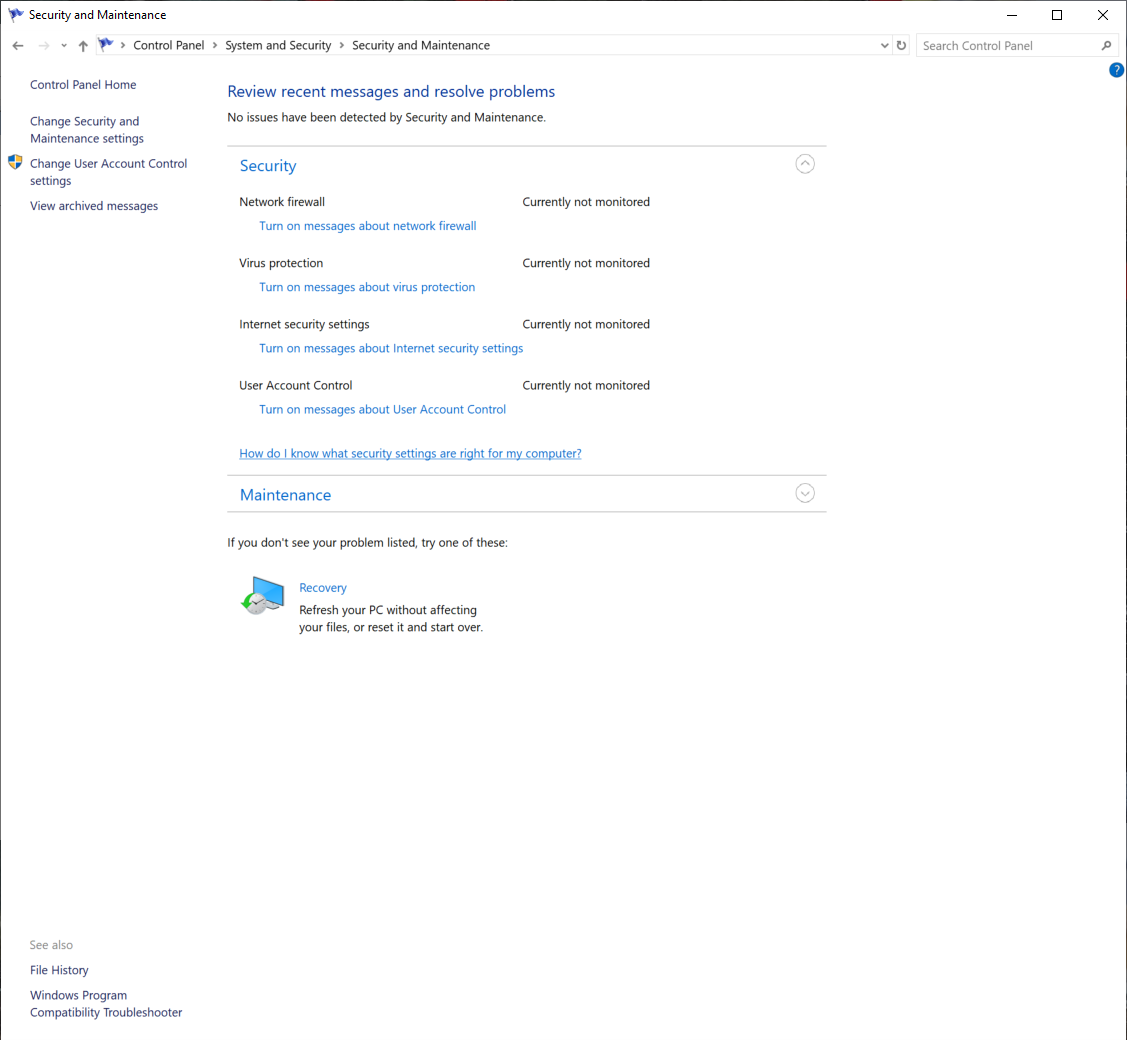 Security and Maintenance
Control Panel > System and Security > Security and Maintenance
Search Control Panel
?
Control Panel Home
Change Security and
Maintenance settings
Change User Account Control
settings
View archived messages
Review recent messages and resolve problems
No issues have been detected by Security and Maintenance.
Security
Network firewall Currently not monitored
Turn on messages about network firewall
Virus protection Currently not monitored
Turn on messages about virus protection
Internet security settings Currently not monitored
Turn on messages about Internet security settings
User Account Control Currently not monitored
Turn on messages about User Account Control
How do I know what security settings are right for my computer?
Maintenance
If you don't see your problem listed, try one of these:
Recovery
Refresh your PC without affecting
your files, or reset it and start over.
See also
File History
Windows Program
Compatibility Troubleshooter